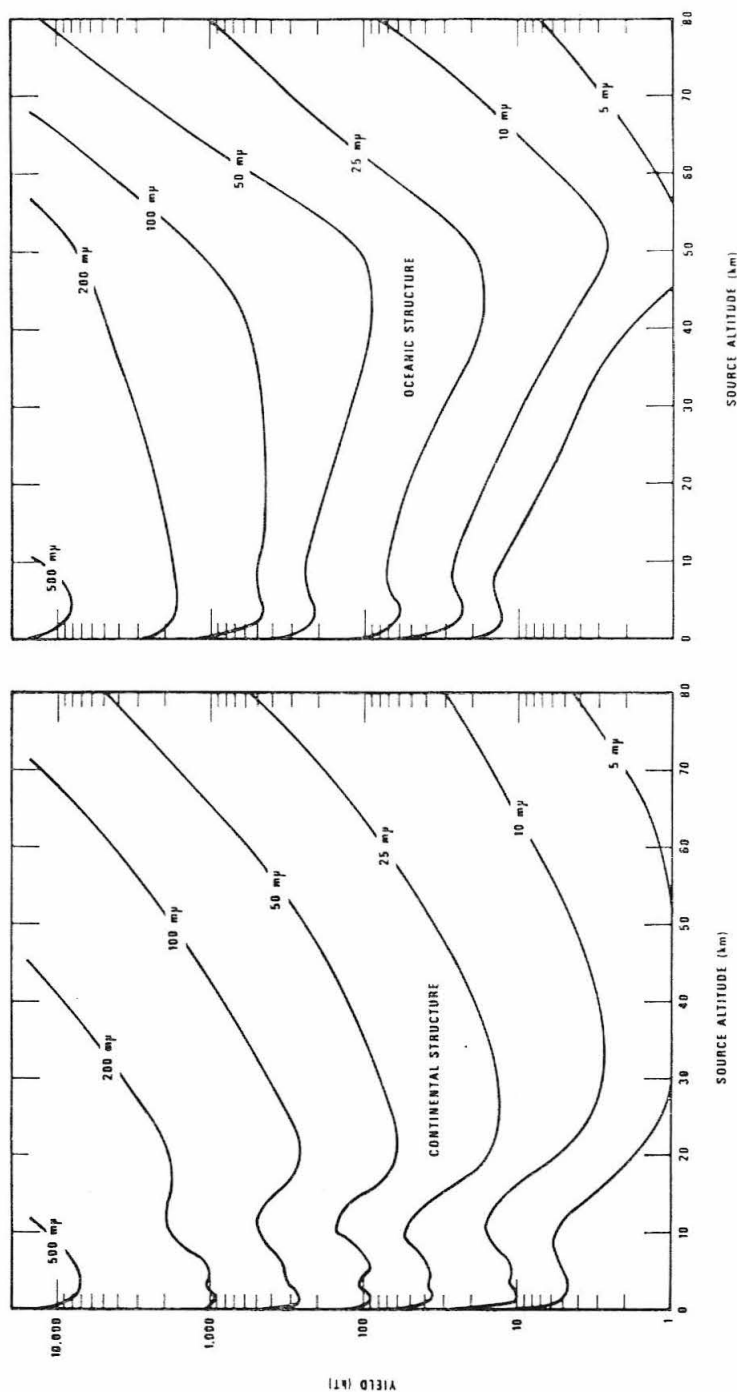 YIELD (kT)
10,000
1,000
100
10
1
500 mμ
200 mμ
100 mμ
50 mμ
25 mμ
10 mμ
5 mμ
CONTINENTAL STRUCTURE
0 10 20 30 40 50 60 70 80
SOURCE ALTITUDE (km)
500 mμ
200 mμ
100 mμ
50 mμ
25 mμ
10 mμ
5 mμ
OCEANIC STRUCTURE
0 10 20 30 40 50 60 70 80
SOURCE ALTITUDE (km)